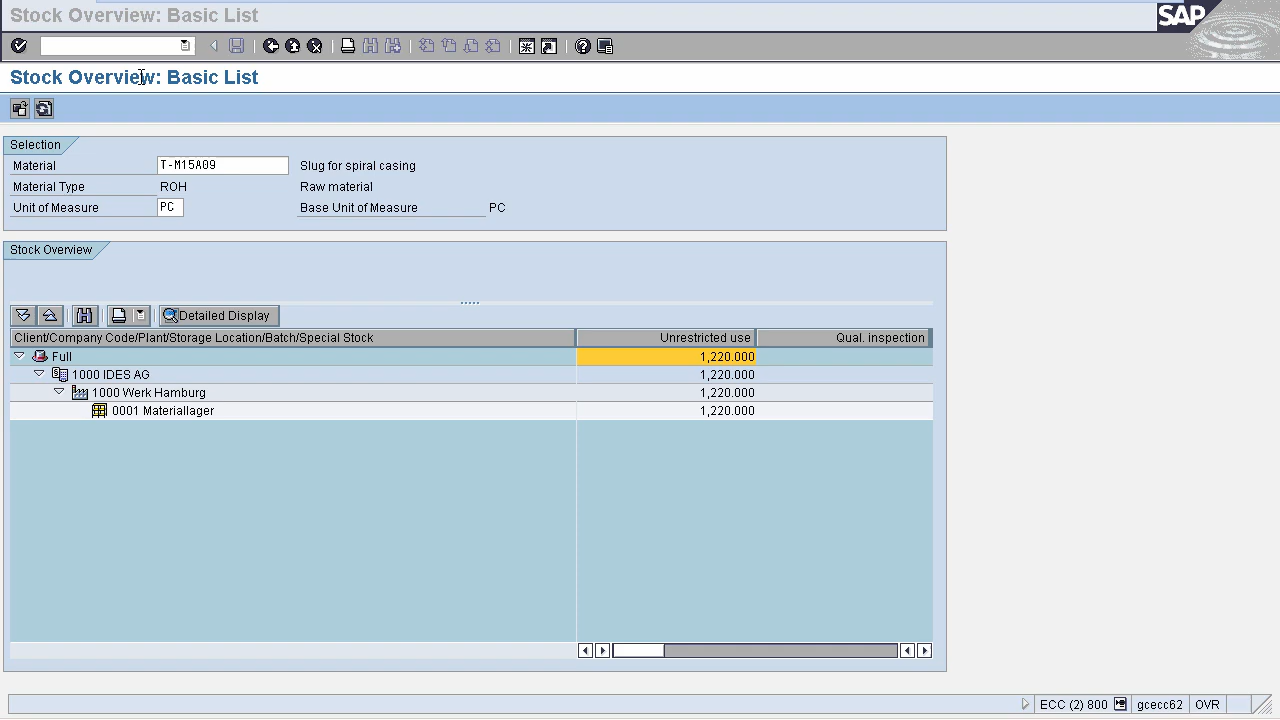 Stock Overview: Basic List
SAP
Stock Overview: Basic List
Selection
Material T-M15A09 Slug for spiral casing
Material Type ROH Raw material
Unit of Measure PC Base Unit of Measure PC
Stock Overview
Detailed Display
Client/Company Code/Plant/Storage Location/Batch/Special Stock Unrestricted use Qual. inspection
Full 1,220.000
1000 IDES AG 1,220.000
1000 Werk Hamburg 1,220.000
0001 Materiallager 1,220.000
ECC (2) 800 gcecc62 OVR